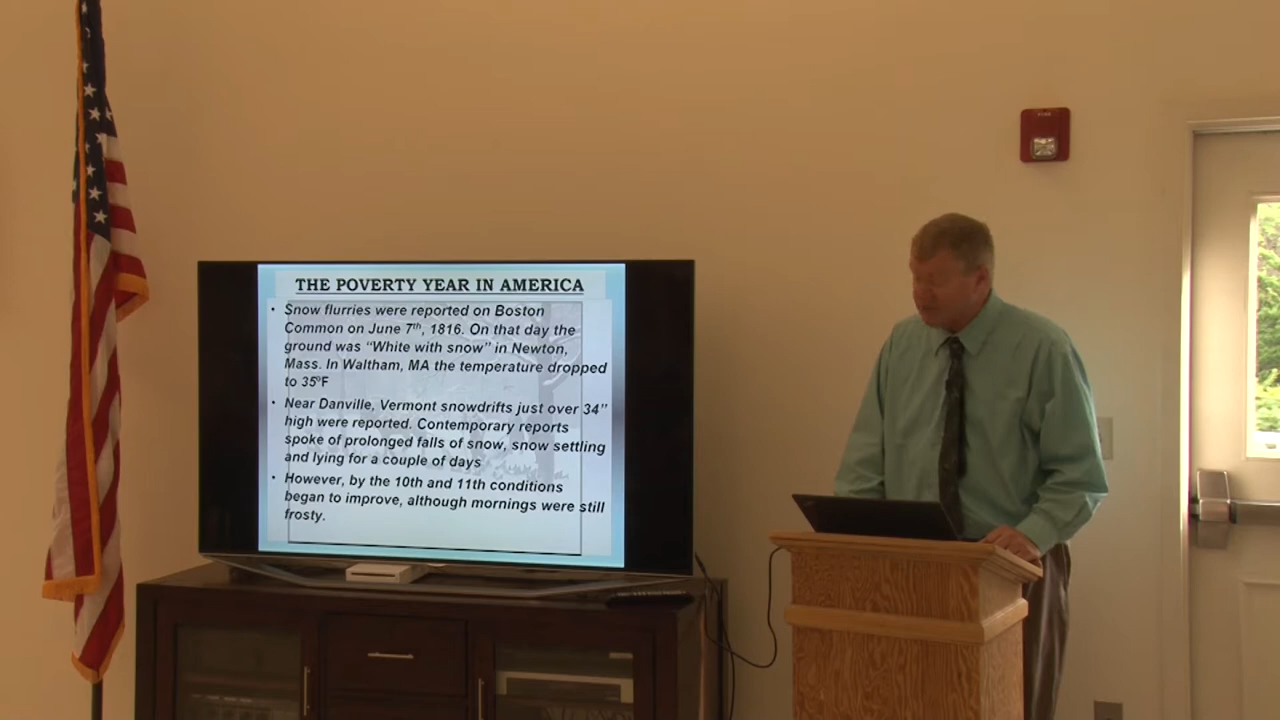 THE POVERTY YEAR IN AMERICA
• Snow flurries were reported on Boston
Common on June 7th, 1816. On that day the
ground was “White with snow” in Newton,
Mass. In Waltham, MA the temperature dropped
to 35ºF
• Near Danville, Vermont snowdrifts just over 34”
high were reported. Contemporary reports
spoke of prolonged falls of snow, snow settling
and lying for a couple of days
• However, by the 10th and 11th conditions
began to improve, although mornings were still
frosty.